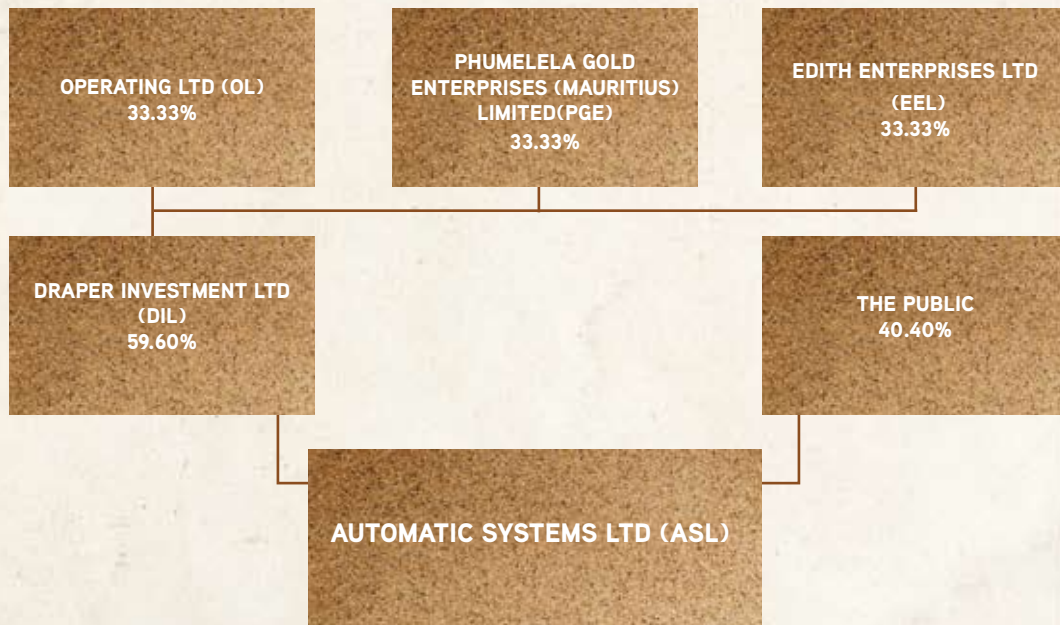 OPERATING LTD (OL)
33.33%
PHUMELELA GOLD
ENTERPRISES (MAURITIUS)
LIMITED(PGE)
33.33%
EDITH ENTERPRISES LTD
(EEL)
33.33%
DRAPER INVESTMENT LTD
(DIL)
59.60%
THE PUBLIC
40.40%
AUTOMATIC SYSTEMS LTD (ASL)